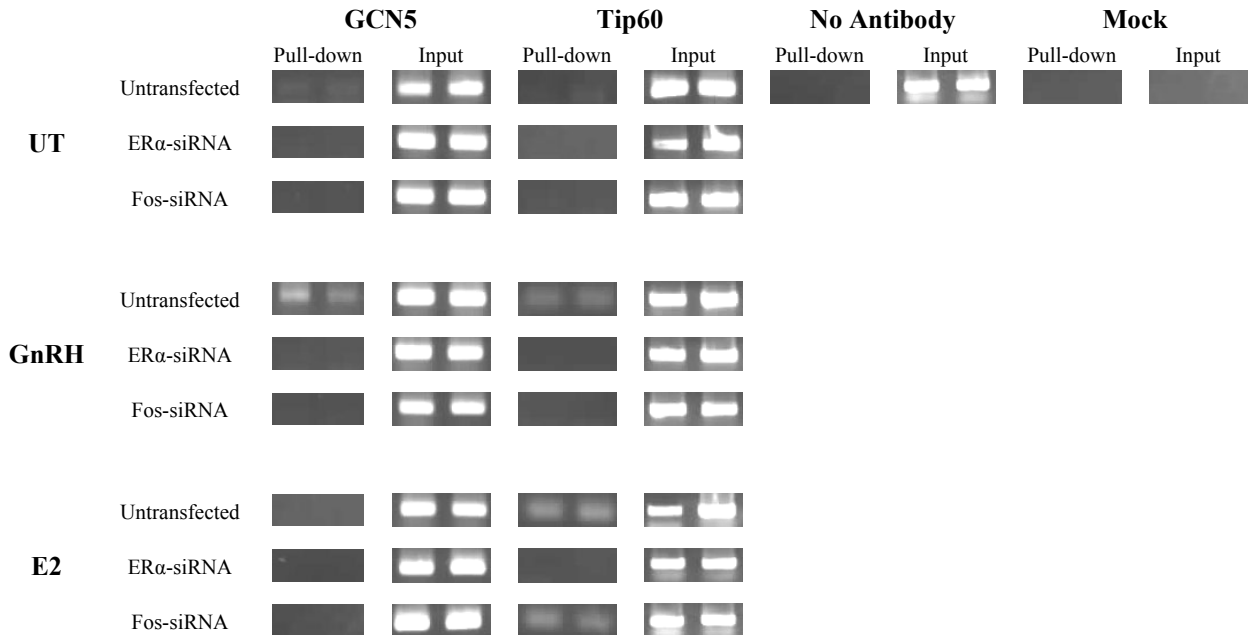 GCN5 Tip60 No Antibody Mock
Pull-down Input Pull-down Input Pull-down Input Pull-down Input
Untransfected
UT ERα-siRNA
Fos-siRNA
Untransfected
GnRH ERα-siRNA
Fos-siRNA
Untransfected
E2 ERα-siRNA
Fos-siRNA